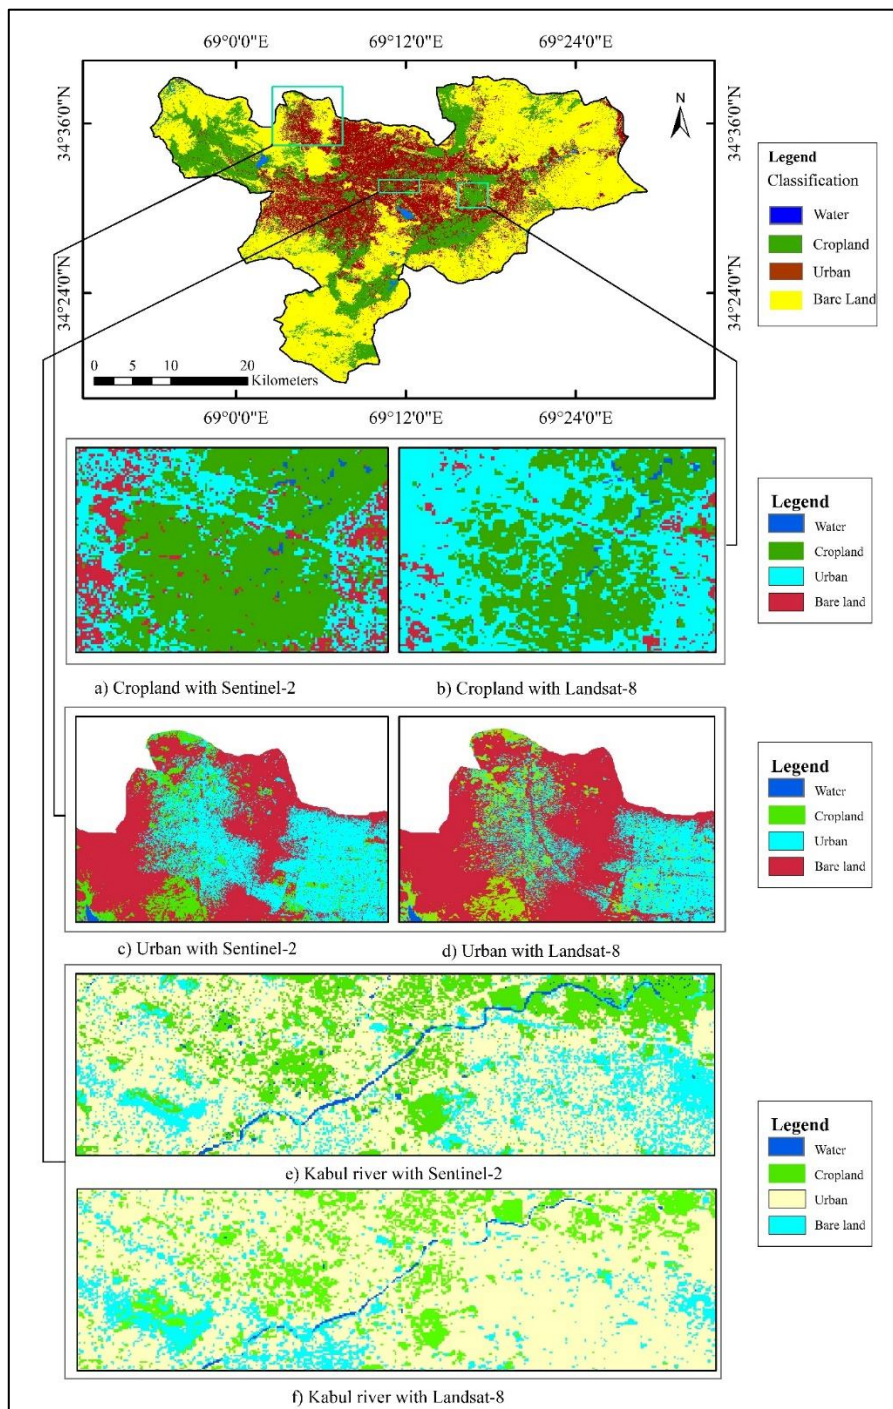 69°0'0"E 69°12'0"E 69°24'0"E
34°36'0"N
34°24'0"N
N
34°36'0"N
34°24'0"N
0 5 10 20
Kilometers
69°0'0"E 69°12'0"E 69°24'0"E
Legend
Classification
Water
Cropland
Urban
Bare Land
Legend
Water
Cropland
Urban
Bare land
a) Cropland with Sentinel-2
b) Cropland with Landsat-8
Legend
Water
Cropland
Urban
Bare land
c) Urban with Sentinel-2
d) Urban with Landsat-8
e) Kabul river with Sentinel-2
Legend
Water
Cropland
Urban
Bare land
f) Kabul river with Landsat-8